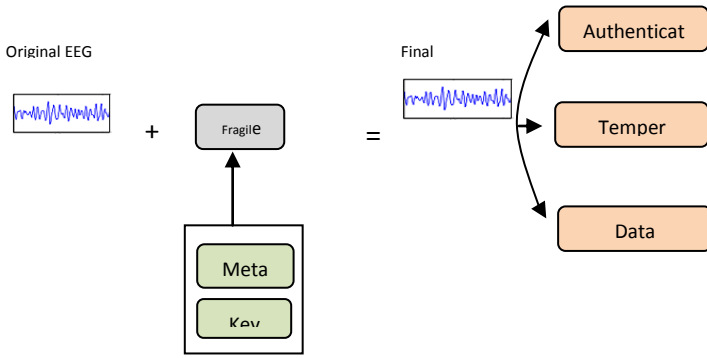 Original EEG
+
Fragile
=
Final
Meta
Key
Authenticat
Temper
Data